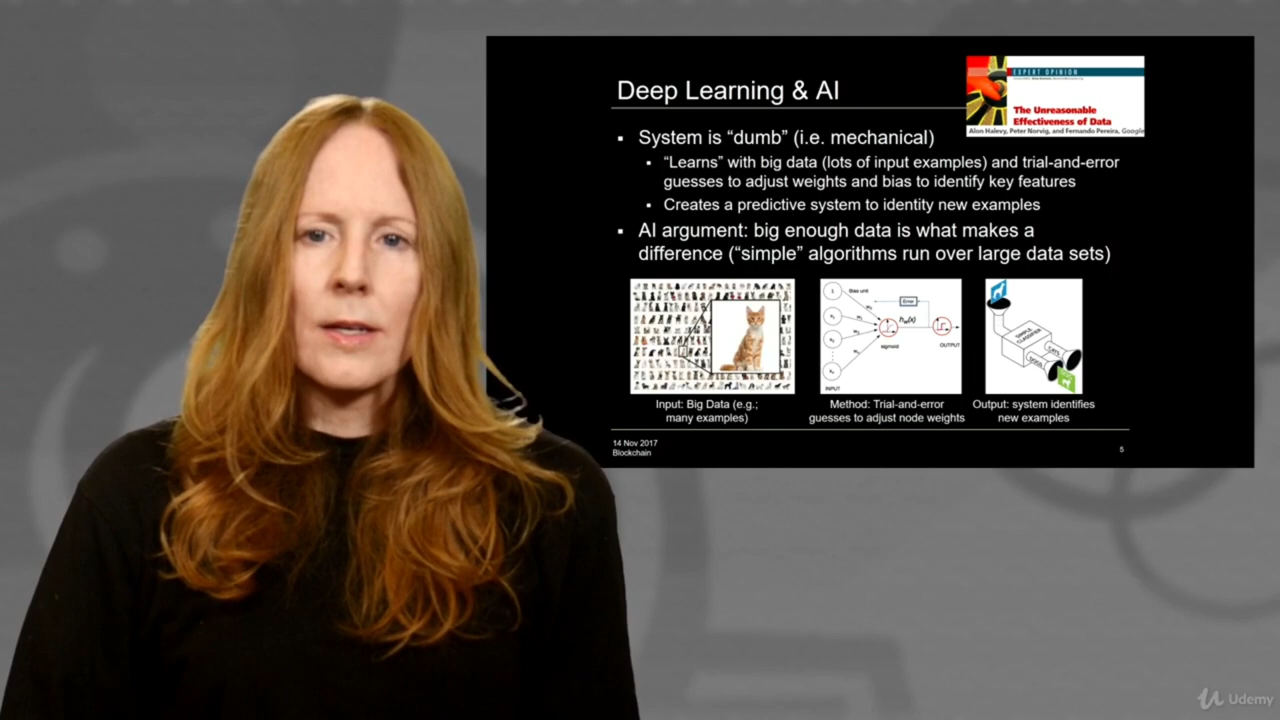 Deep Learning & AI
EXPERT OPINION
The Unreasonable
Effectiveness of Data
Alon Halevy, Peter Norvig, and Fernando Pereira, Google
System is “dumb” (i.e. mechanical)
“Learns” with big data (lots of input examples) and trial-and-error
guesses to adjust weights and bias to identify key features
Creates a predictive system to identity new examples
AI argument: big enough data is what makes a
difference (“simple” algorithms run over large data sets)
1
Bias unit
Error
sigmoid
OUTPUT
INPUT
SIMPLE
CLASSIFIER
CATS
DOGS
Input: Big Data (e.g.;
many examples)
Method: Trial-and-error
guesses to adjust node weights
Output: system identifies
new examples
14 Nov 2017
Blockchain
5
Udemy